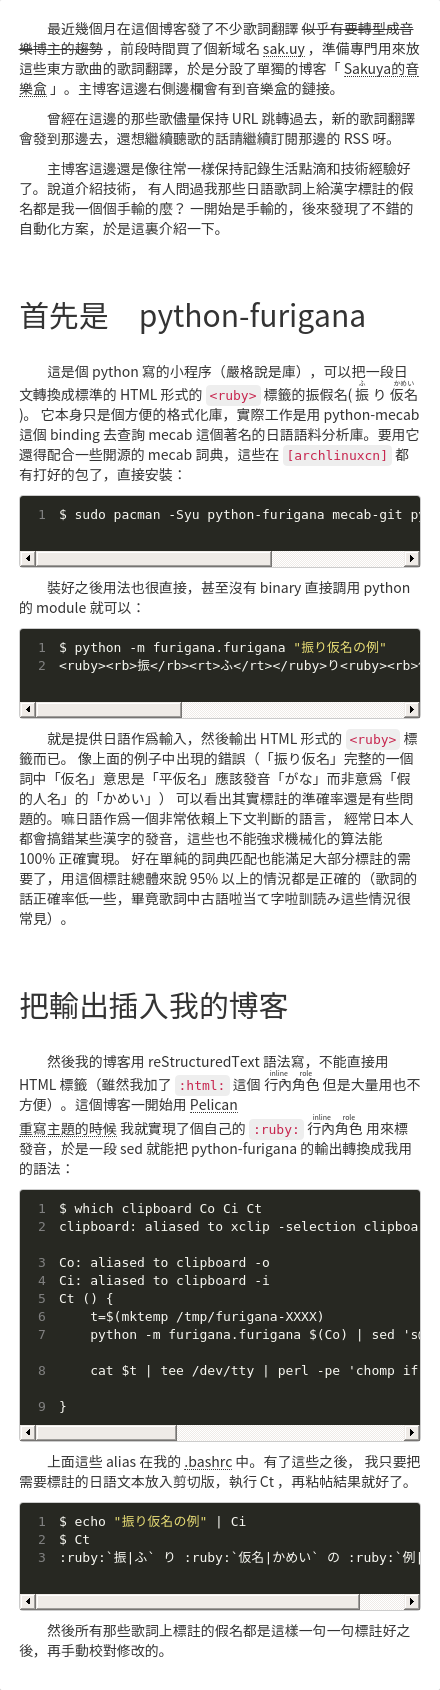 最近幾個月在這個博客發了不少歌詞翻譯 似乎有要轉型成音
樂博主的趨勢 ，前段時間買了個新域名 sak.uy ，準備專門用來放
這些東方歌曲的歌詞翻譯，於是分設了單獨的博客「 Sakuya的音
樂盒 」。主博客這邊右側邊欄會有到音樂盒的鏈接。
曾經在這邊的那些歌儘量保持 URL 跳轉過去，新的歌詞翻譯
會發到那邊去，還想繼續聽歌的話請繼續訂閱那邊的 RSS 呀。
主博客這邊還是像往常一樣保持記錄生活點滴和技術經驗好
了。說道介紹技術， 有人問過我那些日語歌詞上給漢字標註的假
名都是我一個個手輸的麼？ 一開始是手輸的，後來發現了不錯的
自動化方案，於是這裏介紹一下。
首先是　python-furigana
這是個 python 寫的小程序（嚴格說是庫），可以把一段日
文轉換成標準的 HTML 形式的 <ruby> 標籤的振假名( 振 り 仮名
ふ かめい
)。 它本身只是個方便的格式化庫，實際工作是用 python-mecab
這個 binding 去查詢 mecab 這個著名的日語語料分析庫。要用它
還得配合一些開源的 mecab 詞典，這些在 [archlinuxcn] 都
有打好的包了，直接安裝：
1 $ sudo pacman -Syu python-furigana mecab-git py
裝好之後用法也很直接，甚至沒有 binary 直接調用 python
的 module 就可以：
1 $ python -m furigana.furigana "振り仮名の例"
2 <ruby><rb>振</rb><rt>ふ</rt></ruby>り<ruby><rb>
就是提供日語作爲輸入，然後輸出 HTML 形式的 <ruby> 標
籤而已。 像上面的例子中出現的錯誤（「振り仮名」完整的一個
詞中「仮名」意思是「平仮名」應該發音「がな」而非意爲「假
的人名」的「かめい」） 可以看出其實標註的準確率還是有些問
題的。嘛日語作爲一個非常依賴上下文判斷的語言， 經常日本人
都會搞錯某些漢字的發音，這些也不能強求機械化的算法能
100% 正確實現。 好在單純的詞典匹配也能滿足大部分標註的需
要了，用這個標註總體來說 95% 以上的情況都是正確的（歌詞的
話正確率低一些，畢竟歌詞中古語啦当て字啦訓読み這些情況很
常見）。
把輸出插入我的博客
然後我的博客用 reStructuredText 語法寫，不能直接用
HTML 標籤（雖然我加了 :html: 這個 行內角色 但是大量用也不
inline role
方便）。這個博客一開始用 Pelican
重寫主題的時候 我就實現了個自己的 :ruby: 行內角色 用來標
inline role
發音，於是一段 sed 就能把 python-furigana 的輸出轉換成我用
的語法：
1 $ which clipboard Co Ci Ct
2 clipboard: aliased to xclip -selection clipboa
3 Co: aliased to clipboard -o
4 Ci: aliased to clipboard -i
5 Ct () {
6 t=$(mktemp /tmp/furigana-XXXX)
7 python -m furigana.furigana $(Co) | sed 's@
8 cat $t | tee /dev/tty | perl -pe 'chomp if
9 }
上面這些 alias 在我的 .bashrc 中。有了這些之後， 我只要把
需要標註的日語文本放入剪切版，執行 Ct ，再粘帖結果就好了。
1 $ echo "振り仮名の例" | Ci
2 $ Ct
3 :ruby:`振|ふ` り :ruby:`仮名|かめい` の :ruby:`例|
然後所有那些歌詞上標註的假名都是這樣一句一句標註好之
後，再手動校對修改的。